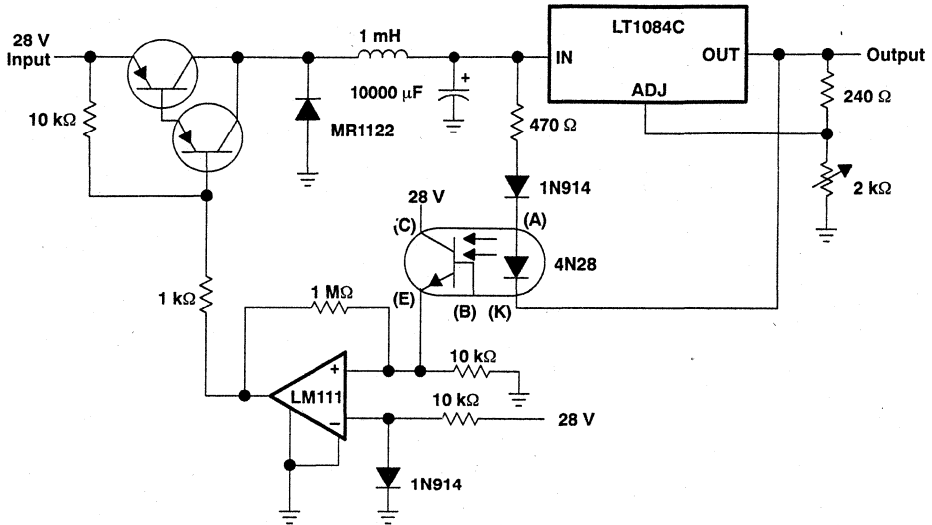 28 V
Input
1 mH
LT1084C
IN
OUT
ADJ
Output
10000 µF
+
10 kΩ
MR1122
470 Ω
240 Ω
1N914
2 kΩ
28 V
(C)
(A)
4N28
(E)
(B)
(K)
1 kΩ
1 MΩ
10 kΩ
+
LM111
−
10 kΩ
28 V
1N914